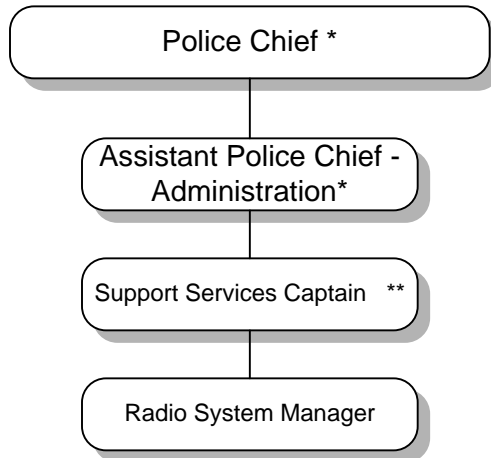 Police Chief *
Assistant Police Chief -
Administration*
Support Services Captain **
Radio System Manager